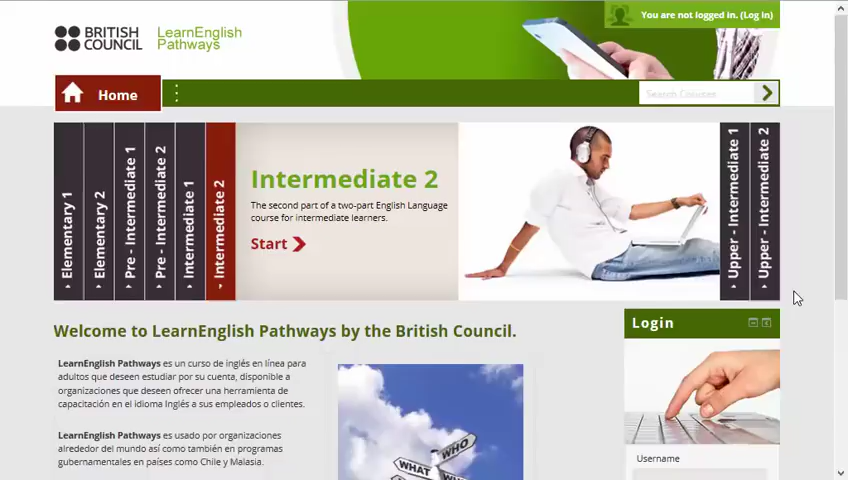 You are not logged in. (Log in)
BRITISH
COUNCIL
LearnEnglish
Pathways
Home
Search Courses
Elementary 1
Elementary 2
Pre - Intermediate 1
Pre - Intermediate 2
Intermediate 1
Intermediate 2
Intermediate 2
The second part of a two-part English Language
course for intermediate learners.
Start
Upper - Intermediate 1
Upper - Intermediate 2
Welcome to LearnEnglish Pathways by the British Council.
LearnEnglish Pathways es un curso de inglés en línea para
adultos que deseen estudiar por su cuenta, disponible a
organizaciones que deseen ofrecer una herramienta de
capacitación en el idioma Inglés a sus empleados o clientes.
LearnEnglish Pathways es usado por organizaciones
alrededor del mundo así como también en programas
gubernamentales en países como Chile y Malasia.
WHO
WHAT
Login
Username